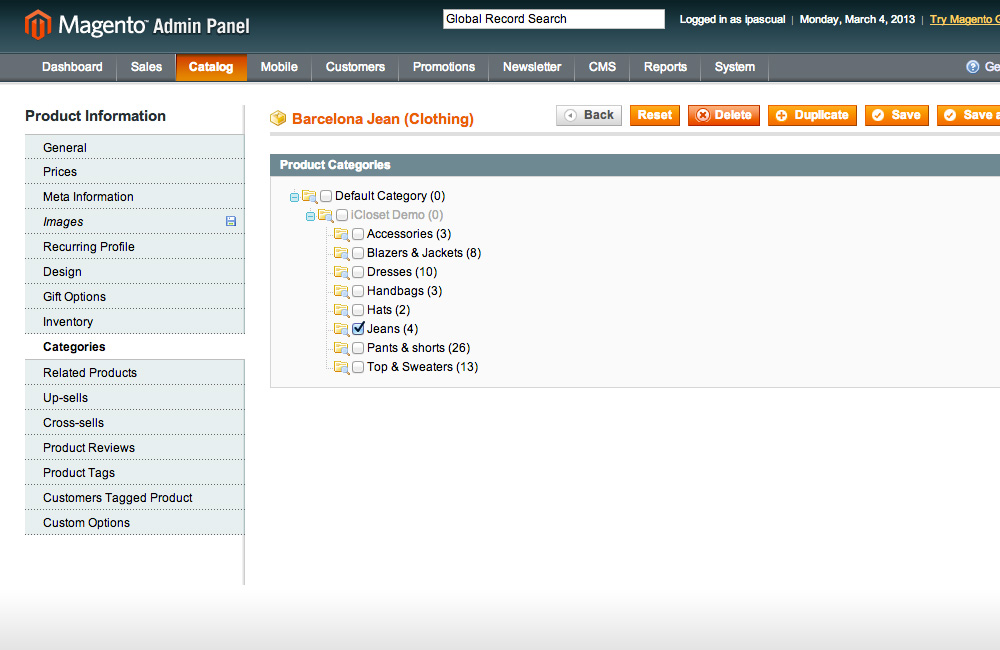 Magento™ Admin Panel
Global Record Search
Logged in as ipascual | Monday, March 4, 2013 | Try Magento G
Dashboard Sales Catalog Mobile Customers Promotions Newsletter CMS Reports System Ge
Product Information
General
Prices
Meta Information
Images
Recurring Profile
Design
Gift Options
Inventory
Categories
Related Products
Up-sells
Cross-sells
Product Reviews
Product Tags
Customers Tagged Product
Custom Options
Barcelona Jean (Clothing)
Back Reset Delete Duplicate Save Save a
Product Categories
Default Category (0)
iCloset Demo (0)
Accessories (3)
Blazers & Jackets (8)
Dresses (10)
Handbags (3)
Hats (2)
Jeans (4)
Pants & shorts (26)
Top & Sweaters (13)